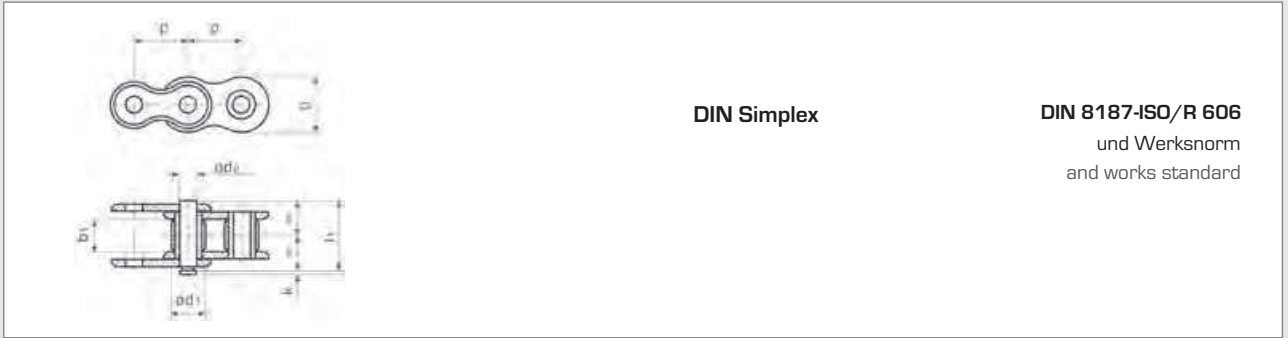 p p
g
DIN Simplex
DIN 8187-ISO/R 606
und Werksnorm
and works standard
ød₂
b₁
l₁
k
ød₁